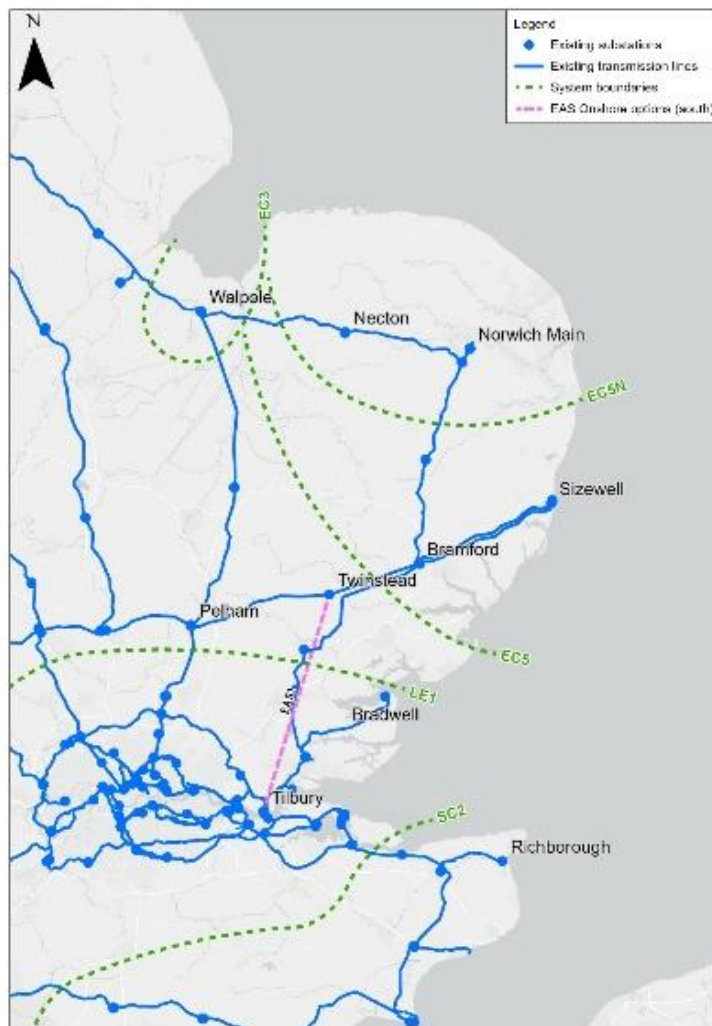 N
Legend
Existing substations
Existing transmission lines
System boundaries
EAS Onshore options (south)
EC3
Walpole
Necton
Norwich Main
EC5N
Sizewell
Bramford
Twinstead
Pelham
EC5
LE1
Bradwell
Tilbury
SC2
Richborough